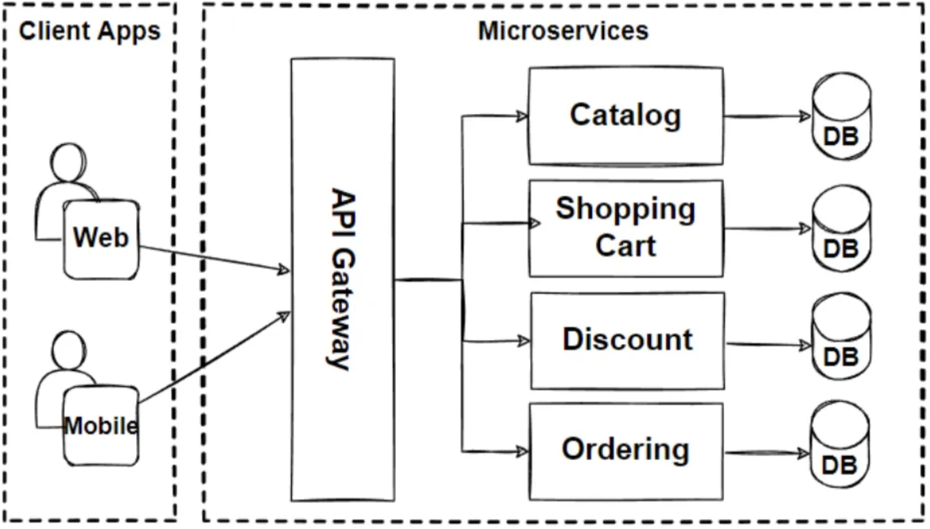 Client Apps
Microservices
Web
Mobile
API Gateway
Catalog
DB
Shopping
Cart
DB
Discount
DB
Ordering
DB